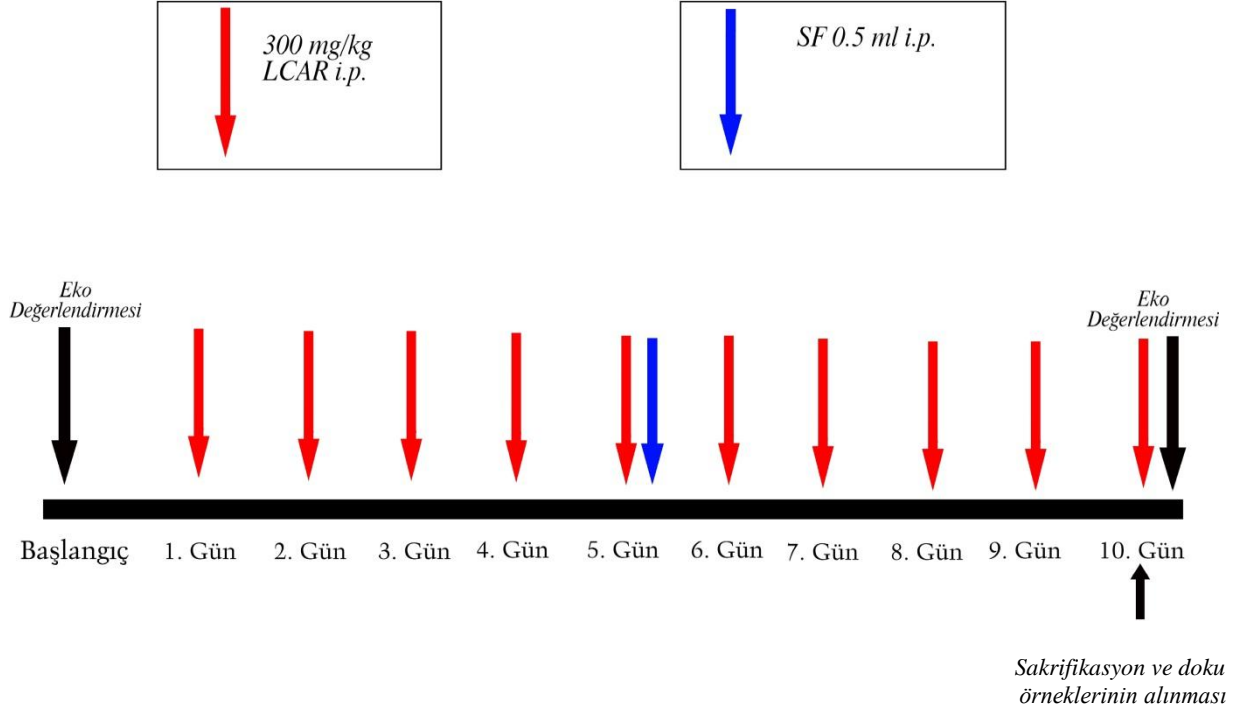 300 mg/kg
LCAR i.p.
SF 0.5 ml i.p.
Eko
Değerlendirmesi
Eko
Değerlendirmesi
Başlangıç 1. Gün 2. Gün 3. Gün 4. Gün 5. Gün 6. Gün 7. Gün 8. Gün 9. Gün 10. Gün
Sakrifikasyon ve doku
örneklerinin alınması